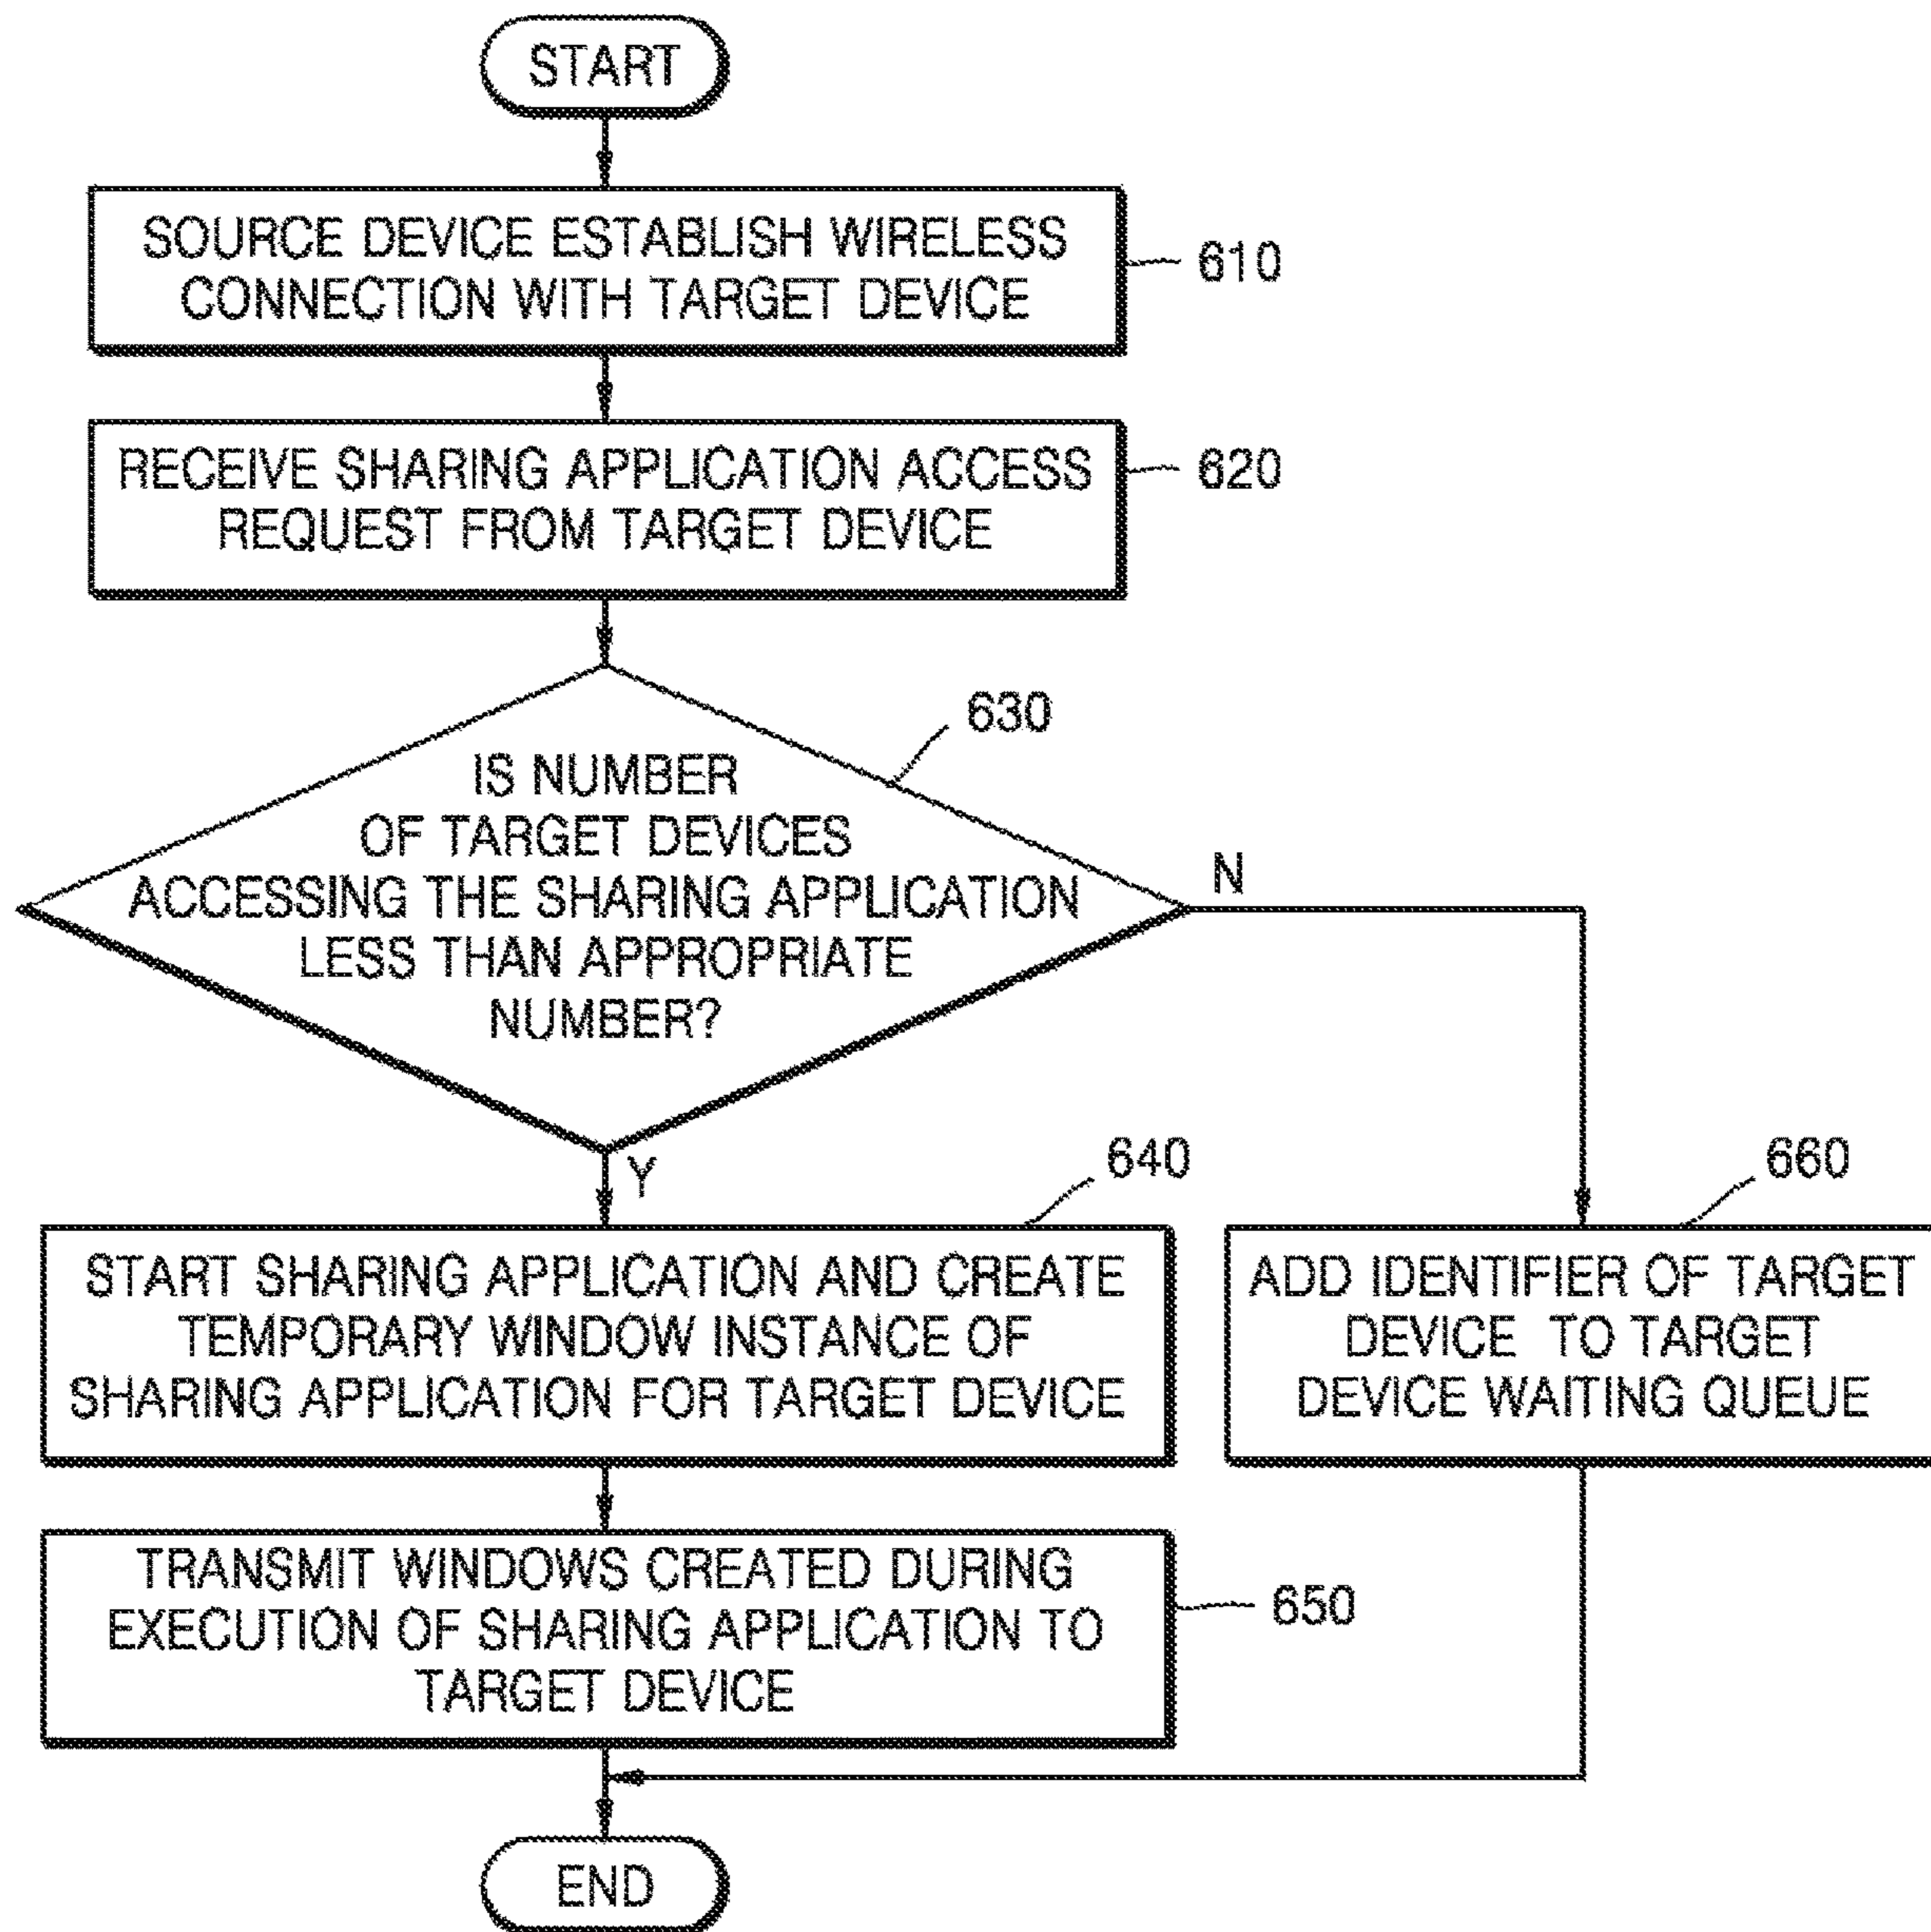 START
SOURCE DEVICE ESTABLISH WIRELESS
CONNECTION WITH TARGET DEVICE
610
RECEIVE SHARING APPLICATION ACCESS
REQUEST FROM TARGET DEVICE
620
630
IS NUMBER
OF TARGET DEVICES
ACCESSING THE SHARING APPLICATION
LESS THAN APPROPRIATE
NUMBER?
N
Y
640
START SHARING APPLICATION AND CREATE
TEMPORARY WINDOW INSTANCE OF
SHARING APPLICATION FOR TARGET DEVICE
660
ADD IDENTIFIER OF TARGET
DEVICE TO TARGET
DEVICE WAITING QUEUE
TRANSMIT WINDOWS CREATED DURING
EXECUTION OF SHARING APPLICATION TO
TARGET DEVICE
650
END